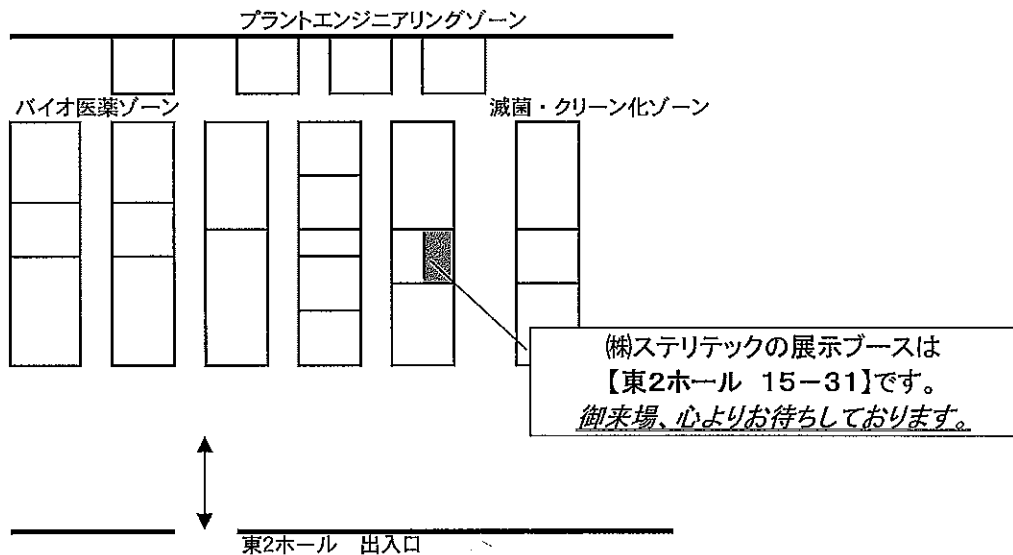 プラントエンジニアリングゾーン
バイオ医薬ゾーン
滅菌・クリーン化ゾーン
㈱ステリテックの展示ブースは
【東2ホール 15－31】です。
御来場、心よりお待ちしております。
東2ホール 出入口